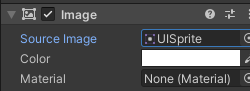 Image
Source Image UISprite
Color
Material None (Material)